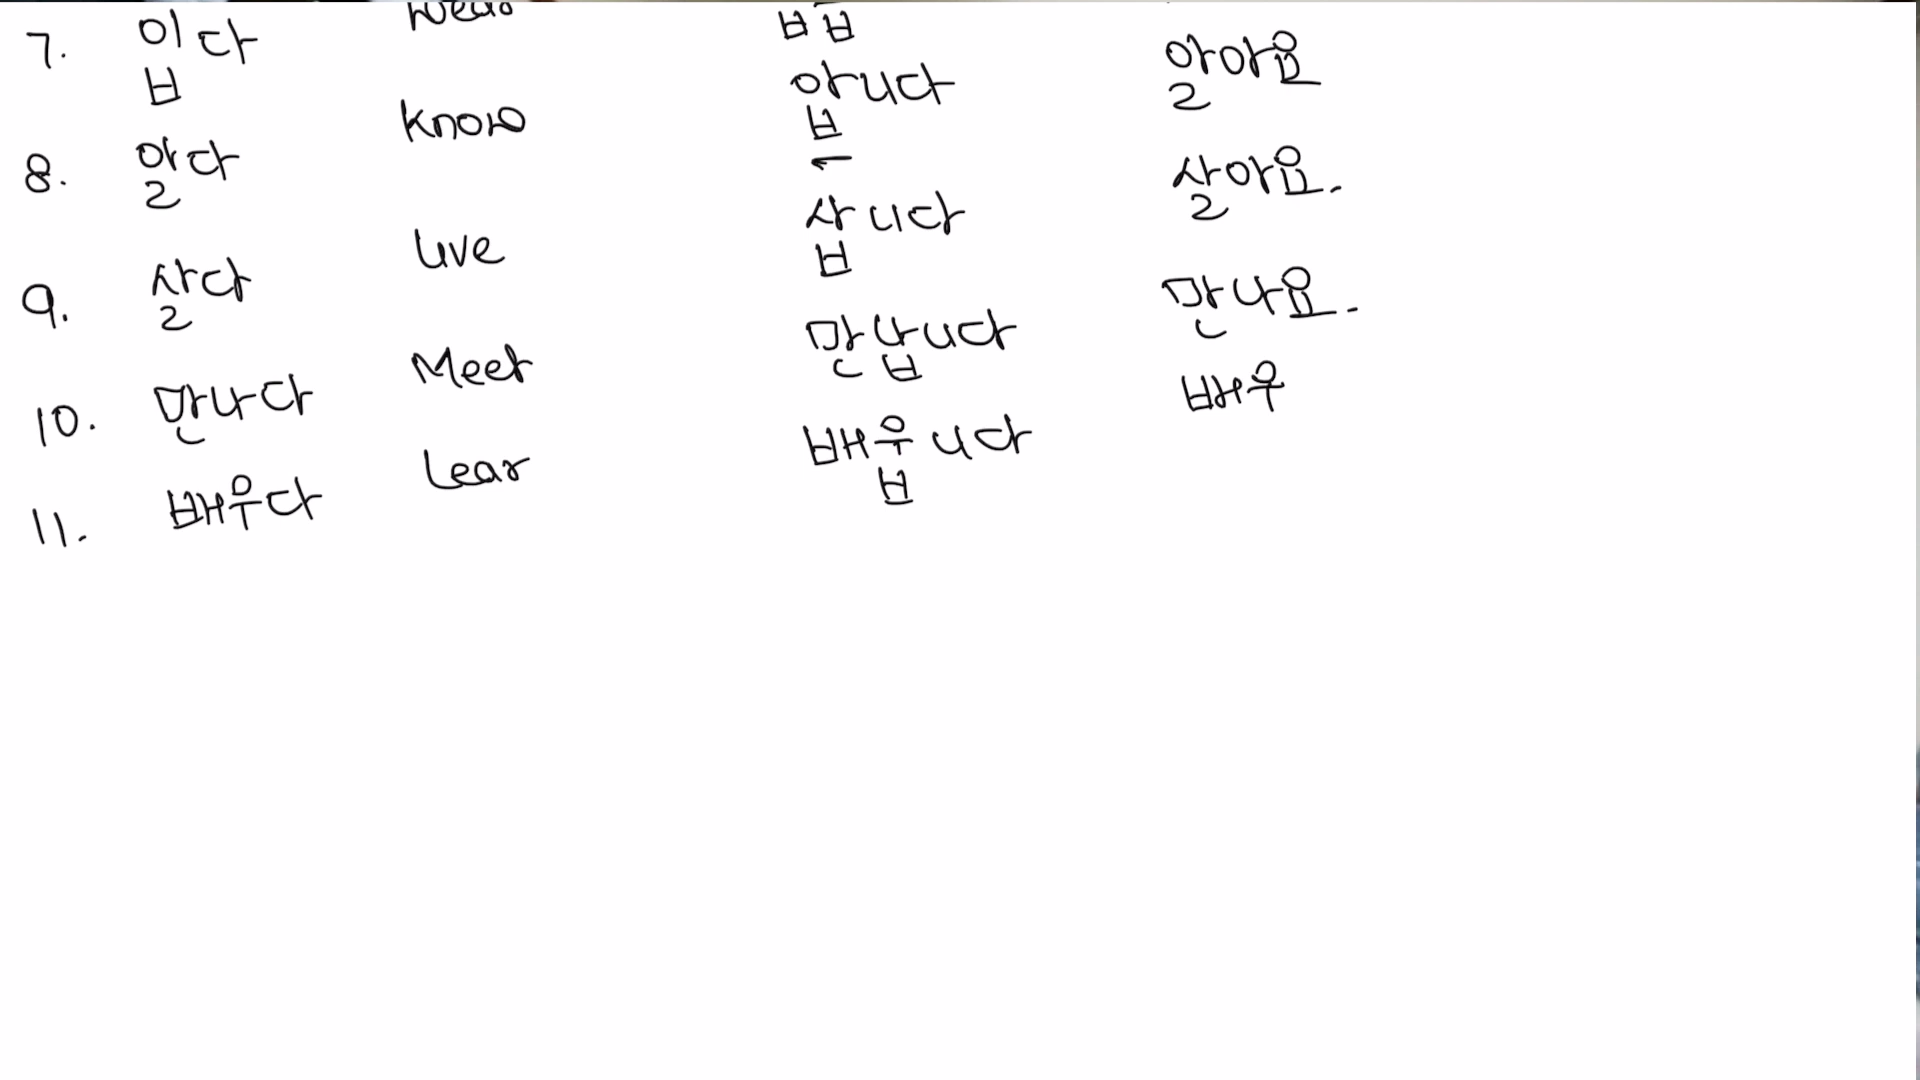 7. 입다
8. 알다 know 압니다 알아요
9. 살다 live 삽니다 살아요.
10. 만나다 Meet 만납니다 만나요.
11. 배우다 Lear 배웁니다 배우